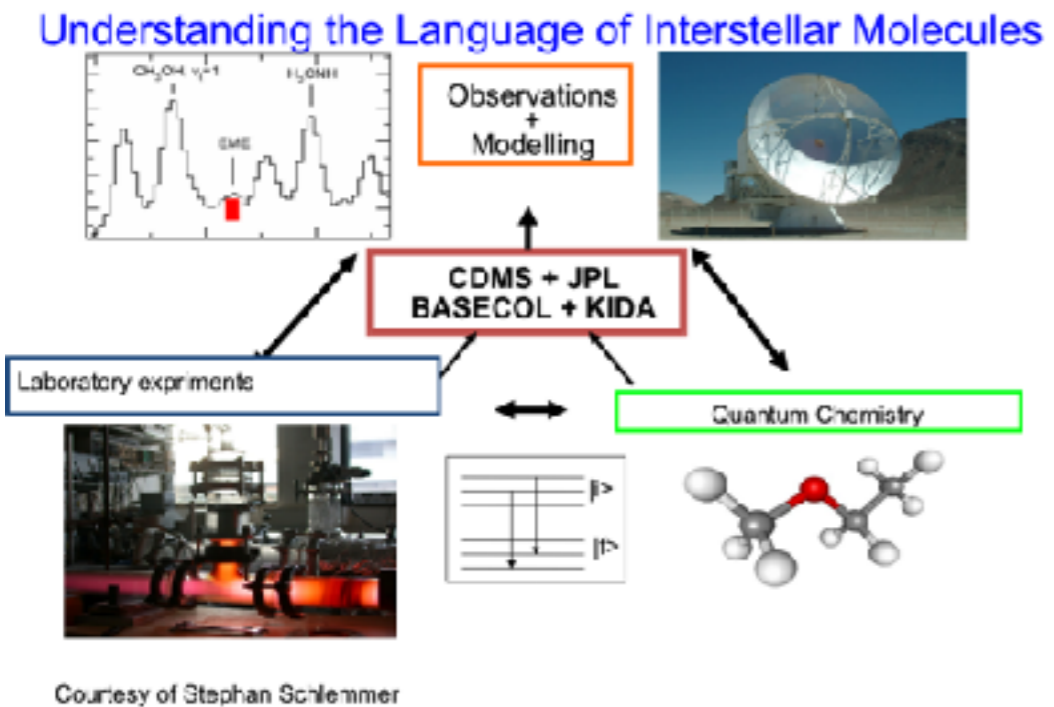 Understanding the Language of Interstellar Molecules
CH₃OH, vₜ=1
H₂CNH
EME
Observations
+
Modelling
CDMS + JPL
BASECOL + KIDA
Laboratory expriments
Quantum Chemistry
|i>
|f>
Courtesy of Stephan Schlemmer